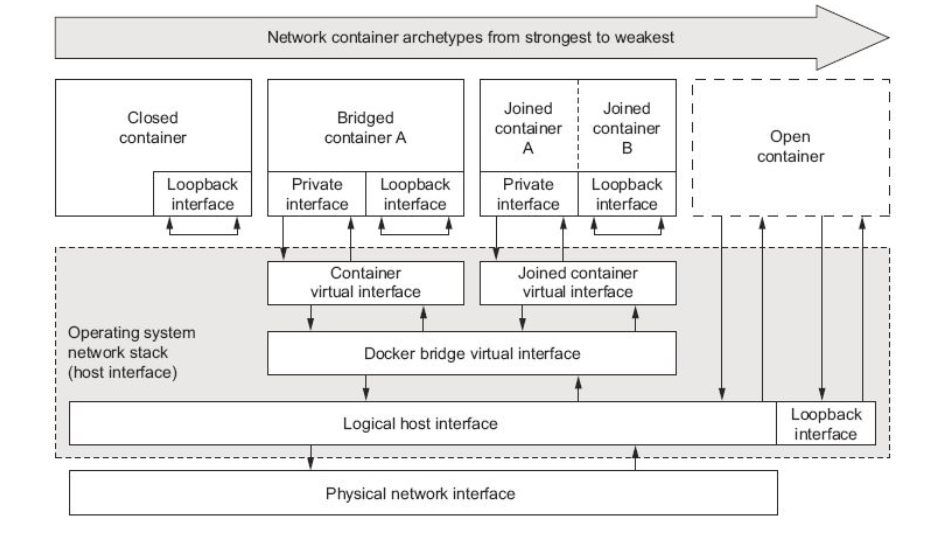 Network container archetypes from strongest to weakest
Closed
container
Loopback
interface
Bridged
container A
Private
interface
Loopback
interface
Joined
container
A
Joined
container
B
Private
interface
Loopback
interface
Open
container
Operating system
network stack
(host interface)
Container
virtual interface
Joined container
virtual interface
Docker bridge virtual interface
Logical host interface
Loopback
interface
Physical network interface